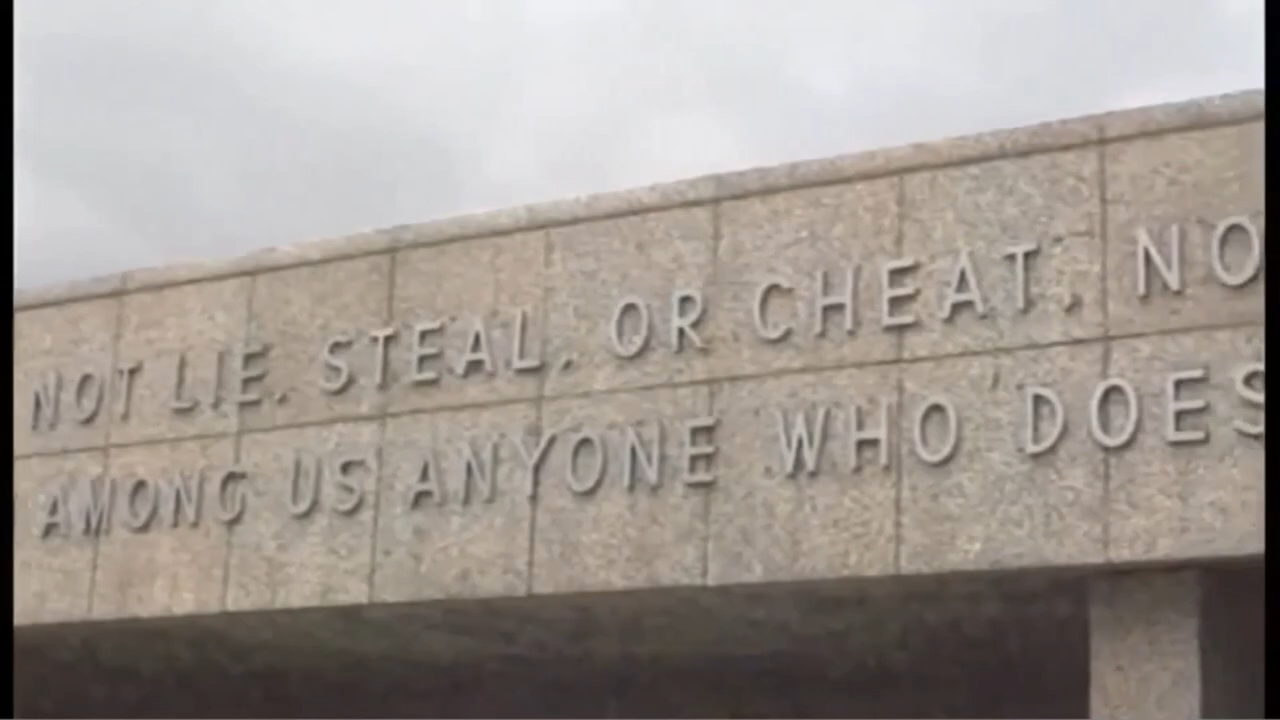 NOT LIE, STEAL, OR CHEAT, NO
AMONG US ANYONE WHO DOES